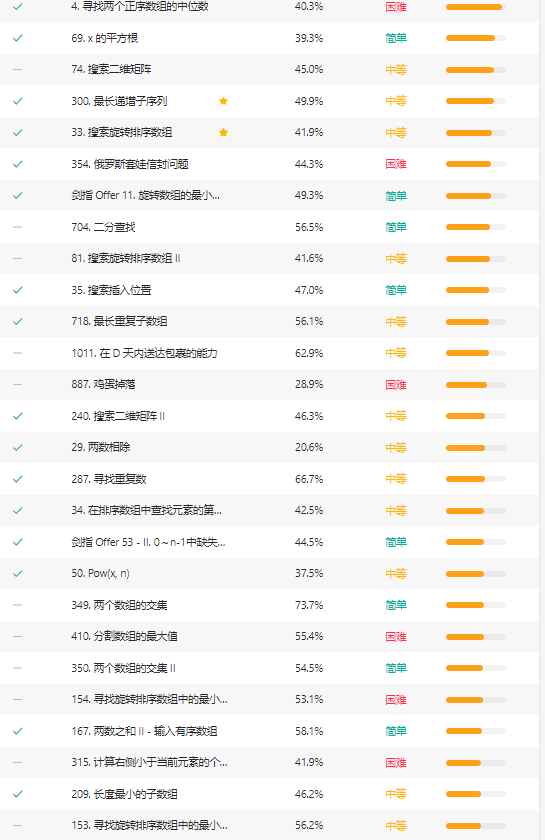 4. 寻找两个正序数组的中位数 40.3% 困难
69. x 的平方根 39.3% 简单
74. 搜索二维矩阵 45.0% 中等
300. 最长递增子序列 49.9% 中等
33. 搜索旋转排序数组 41.9% 中等
354. 俄罗斯套娃信封问题 44.3% 困难
剑指 Offer 11. 旋转数组的最小... 49.3% 简单
704. 二分查找 56.5% 简单
81. 搜索旋转排序数组 II 41.6% 中等
35. 搜索插入位置 47.0% 简单
718. 最长重复子数组 56.1% 中等
1011. 在 D 天内送达包裹的能力 62.9% 中等
887. 鸡蛋掉落 28.9% 困难
240. 搜索二维矩阵 II 46.3% 中等
29. 两数相除 20.6% 中等
287. 寻找重复数 66.7% 中等
34. 在排序数组中查找元素的第... 42.5% 中等
剑指 Offer 53 - II. 0～n-1中缺失... 44.5% 简单
50. Pow(x, n) 37.5% 中等
349. 两个数组的交集 73.7% 简单
410. 分割数组的最大值 55.4% 困难
350. 两个数组的交集 II 54.5% 简单
154. 寻找旋转排序数组中的最小... 53.1% 困难
167. 两数之和 II - 输入有序数组 58.1% 简单
315. 计算右侧小于当前元素的个... 41.9% 困难
209. 长度最小的子数组 46.2% 中等
153. 寻找旋转排序数组中的最小... 56.2% 中等